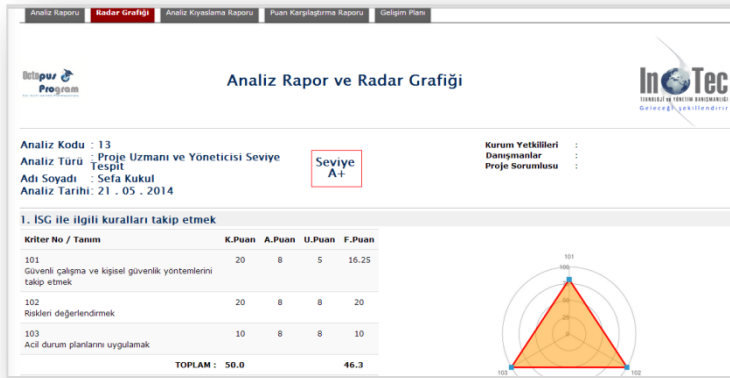 Analiz Raporu
Radar Grafiği
Analiz Kıyaslama Raporu
Puan Karşılaştırma Raporu
Gelişim Planı
Octopus
Program
Analiz Rapor ve Radar Grafiği
InoTec
TEKNOLOJİ ve YÖNETİM DANIŞMANLIĞI
Geleceği şekillendirir
Analiz Kodu : 13
Analiz Türü : Proje Uzmanı ve Yöneticisi Seviye
Tespit
Adı Soyadı : Sefa Kukul
Analiz Tarihi: 21 . 05 . 2014
Seviye
A+
Kurum Yetkilileri :
Danışmanlar :
Proje Sorumlusu :
1. İSG ile ilgili kuralları takip etmek
Kriter No / Tanım K.Puan A.Puan U.Puan F.Puan
101 20 8 5 16.25
Güvenli çalışma ve kişisel güvenlik yöntemlerini
takip etmek
102 20 8 8 20
Riskleri değerlendirmek
103 10 8 8 10
Acil durum planlarını uygulamak
TOPLAM : 50.0 46.3
101
100
0
103
102